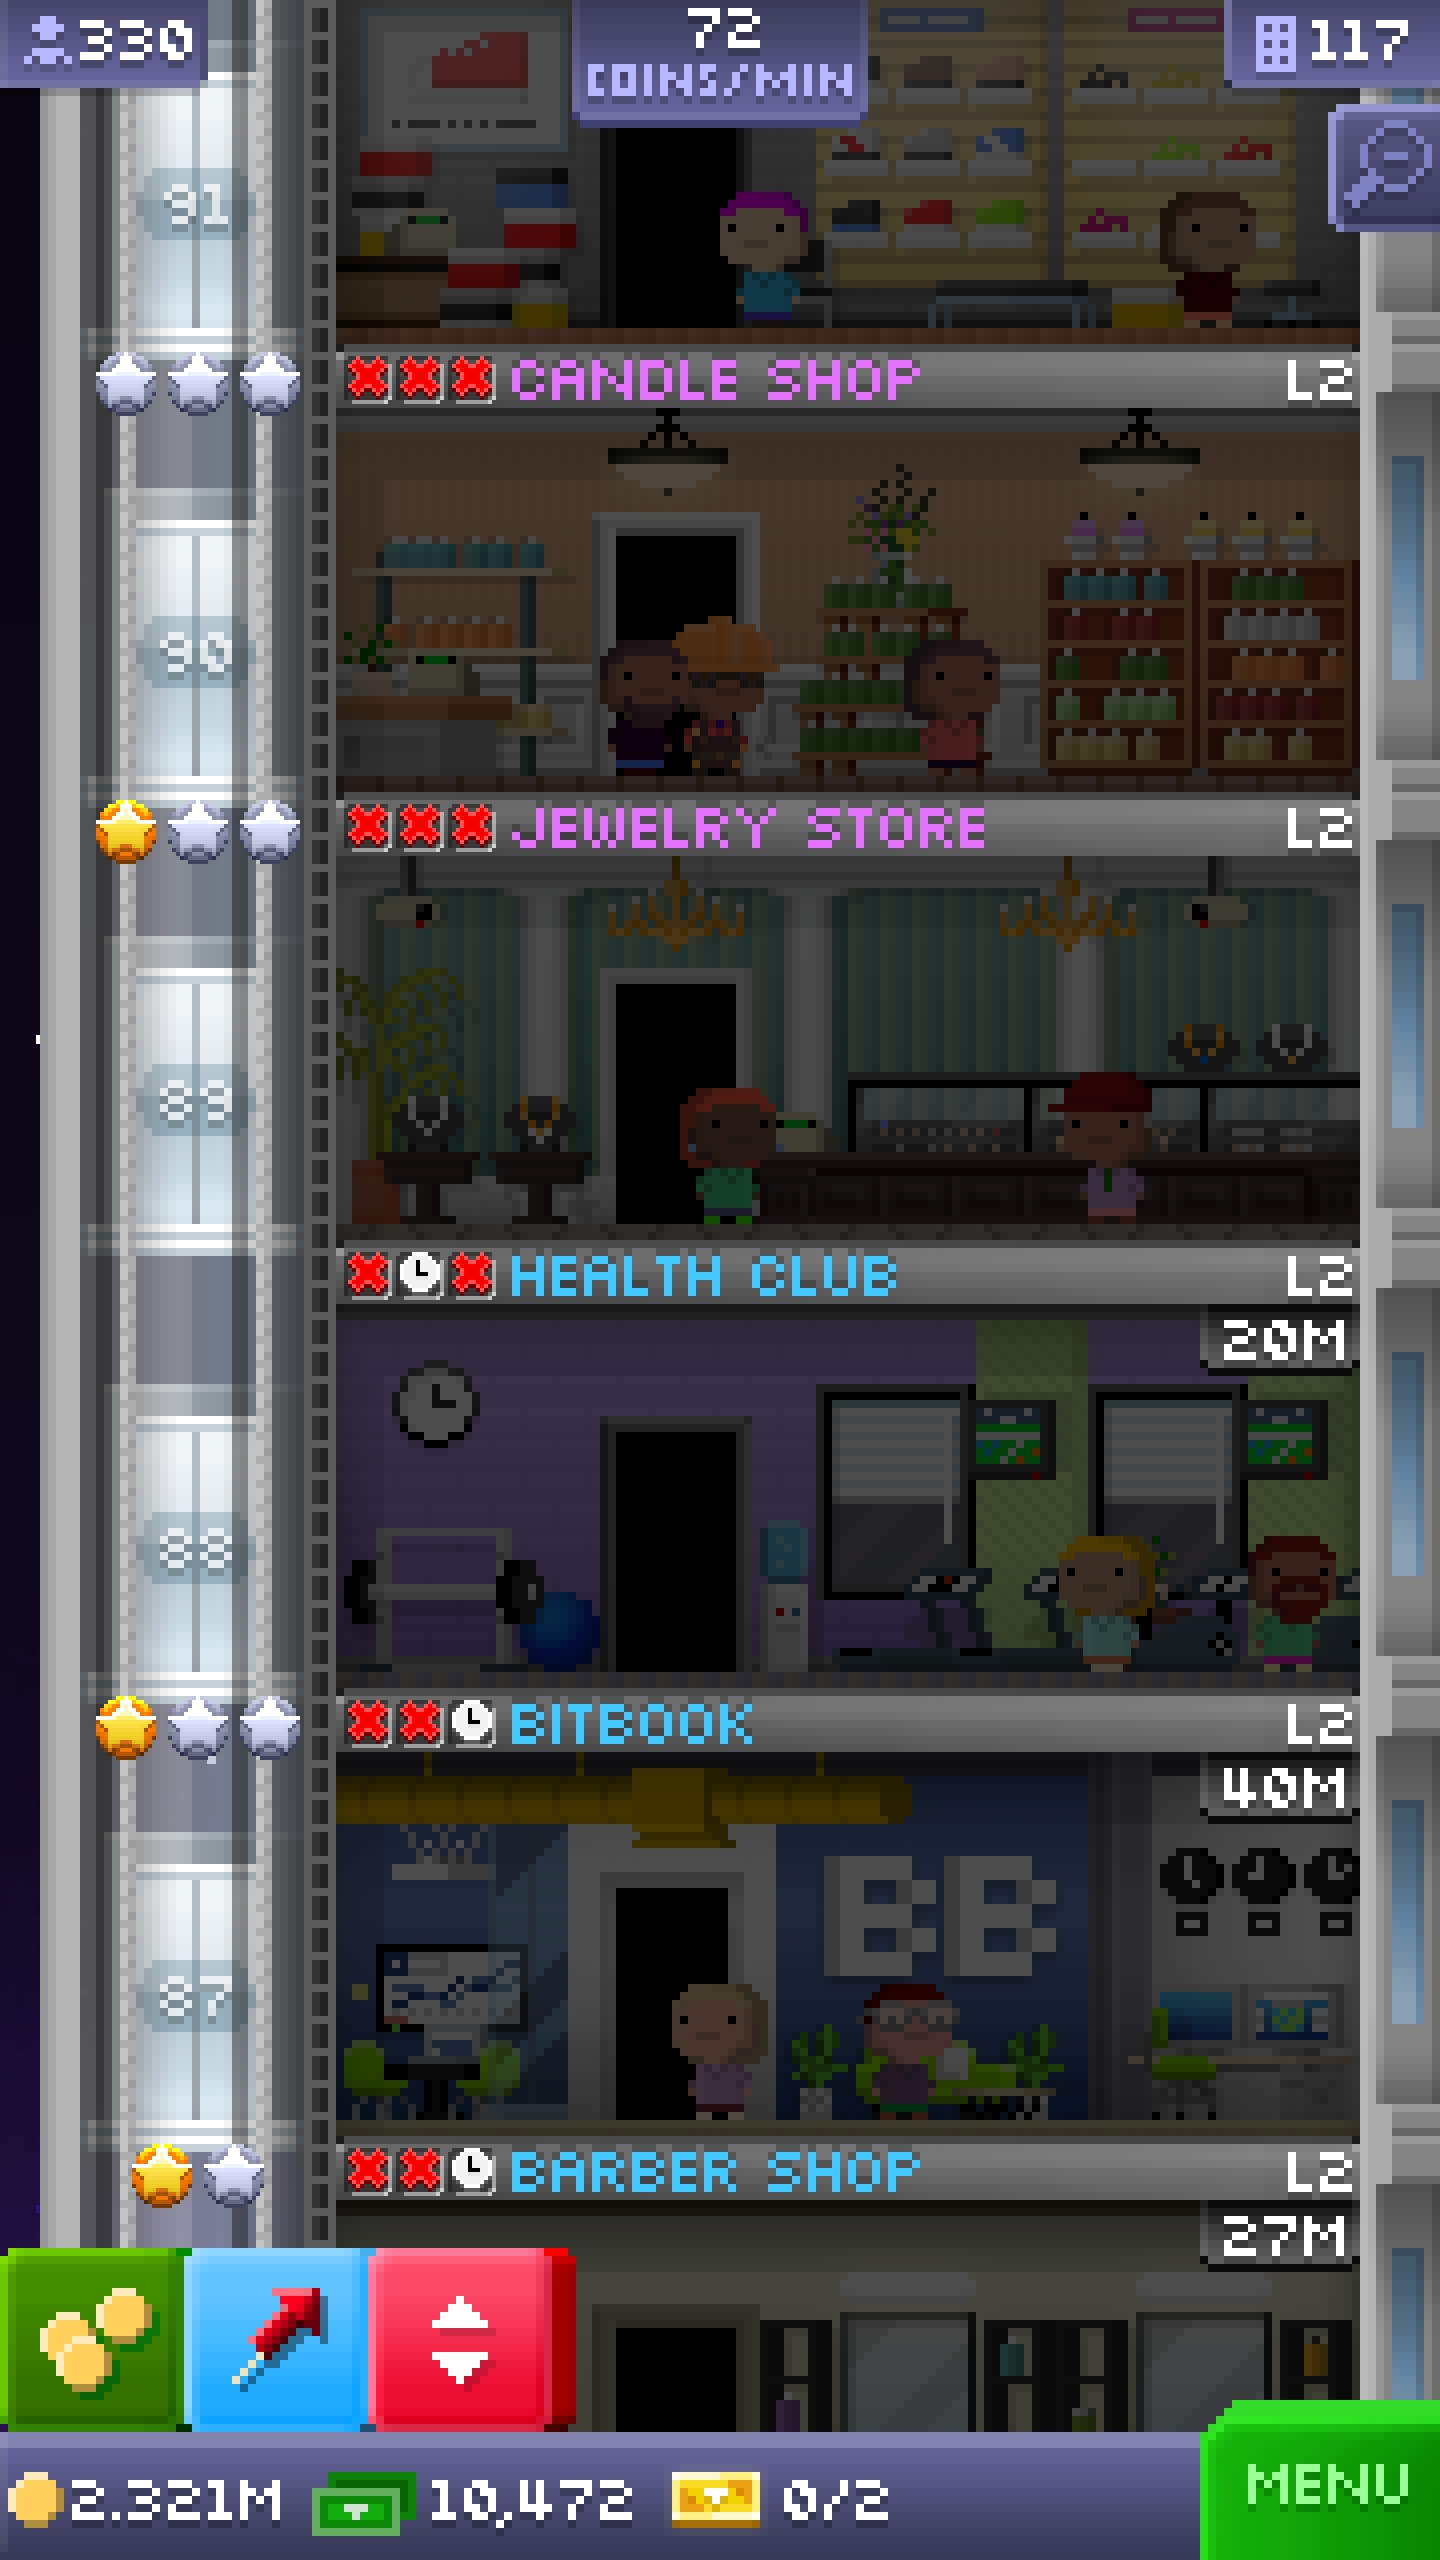 330
72
COINS/MIN
117
91
CANDLE SHOP L2
90
JEWELRY STORE L2
89
HEALTH CLUB L2
20M
88
BITBOOK L2
40M
BB
87
BARBER SHOP L2
27M
2.321M 10,472 0/2
MENU